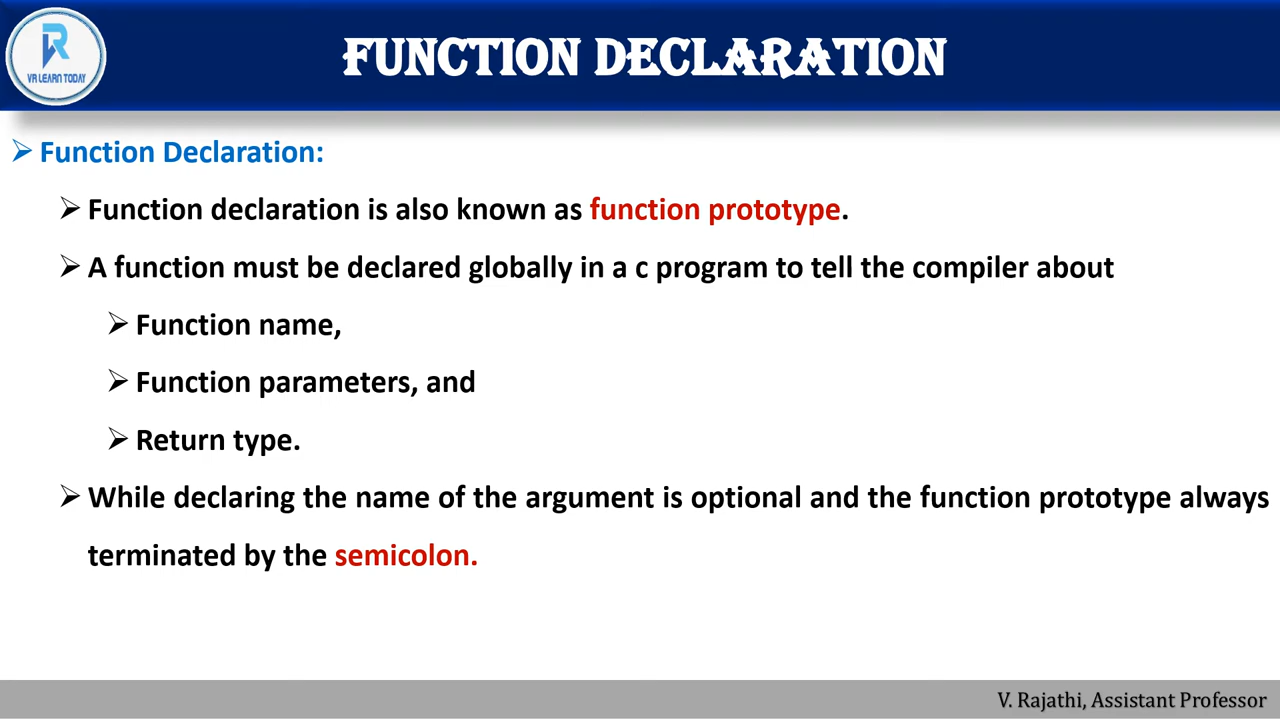 VR LEARN TODAY
FUNCTION DECLARATION
Function Declaration:
Function declaration is also known as function prototype.
A function must be declared globally in a c program to tell the compiler about
Function name,
Function parameters, and
Return type.
While declaring the name of the argument is optional and the function prototype always
terminated by the semicolon.
V. Rajathi, Assistant Professor